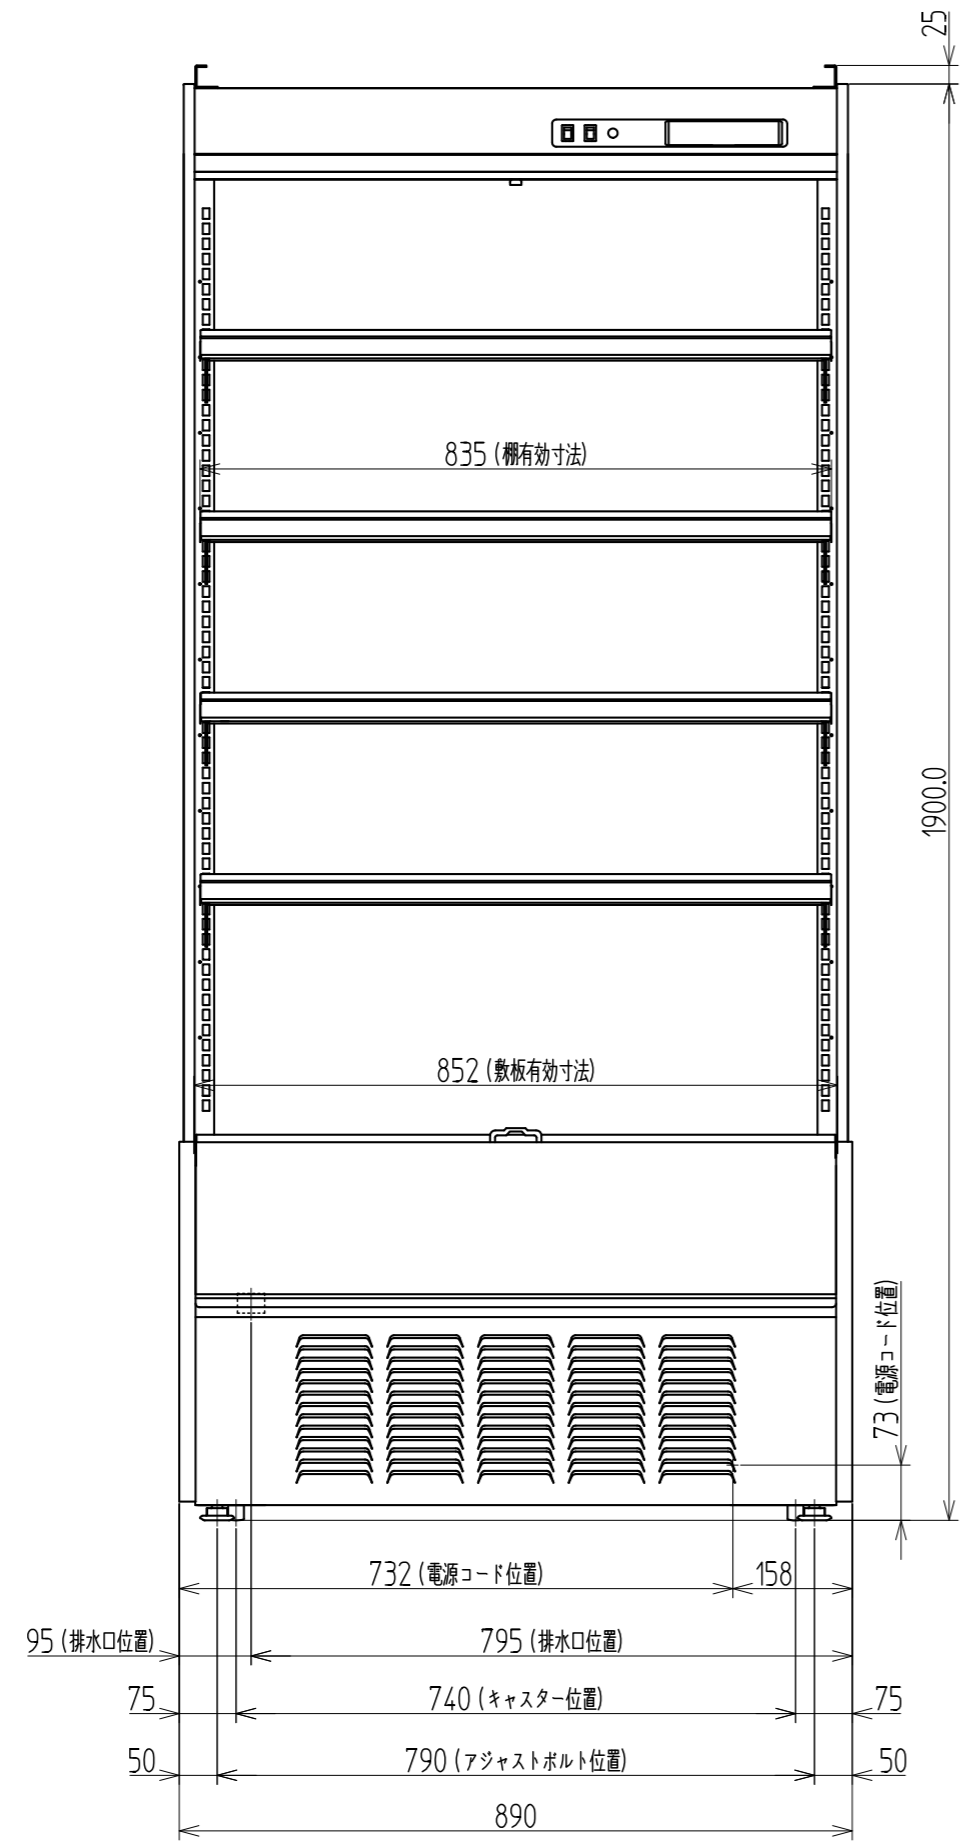 25
835 (棚有効寸法)
1900.0
852 (敷板有効寸法)
73 (電源コード位置)
732 (電源コード位置)
158
95 (排水口位置)
795 (排水口位置)
75
740 (キャスター位置)
75
50
790 (アジャストボルト位置)
50
890